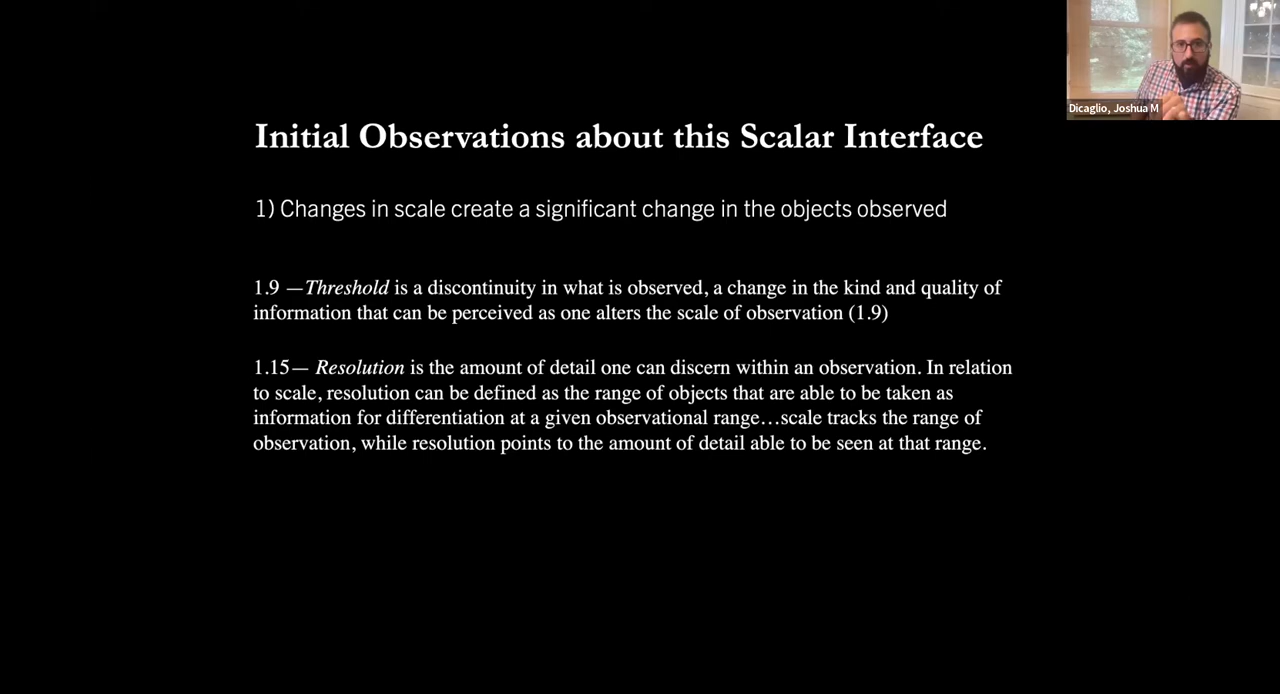 Dicaglio, Joshua M
Initial Observations about this Scalar Interface
1) Changes in scale create a significant change in the objects observed
1.9 —Threshold is a discontinuity in what is observed, a change in the kind and quality of
information that can be perceived as one alters the scale of observation (1.9)
1.15— Resolution is the amount of detail one can discern within an observation. In relation
to scale, resolution can be defined as the range of objects that are able to be taken as
information for differentiation at a given observational range…scale tracks the range of
observation, while resolution points to the amount of detail able to be seen at that range.